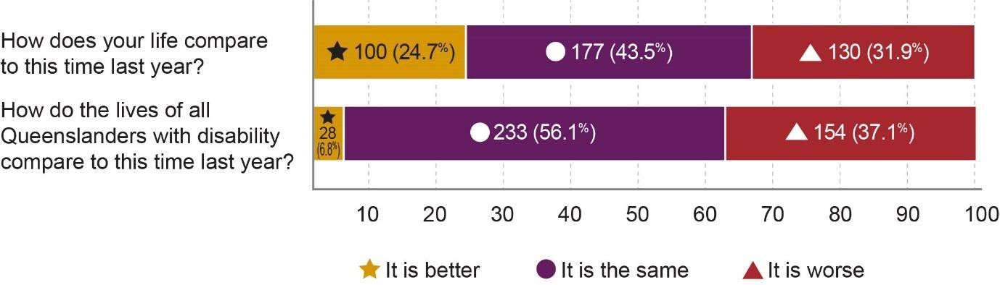 How does your life compare
to this time last year?
★ 100 (24.7%) ● 177 (43.5%) ▲ 130 (31.9%)
How do the lives of all
Queenslanders with disability
compare to this time last year?
★ 28 (6.8%) ● 233 (56.1%) ▲ 154 (37.1%)
10 20 30 40 50 60 70 80 90 100
★ It is better ● It is the same ▲ It is worse